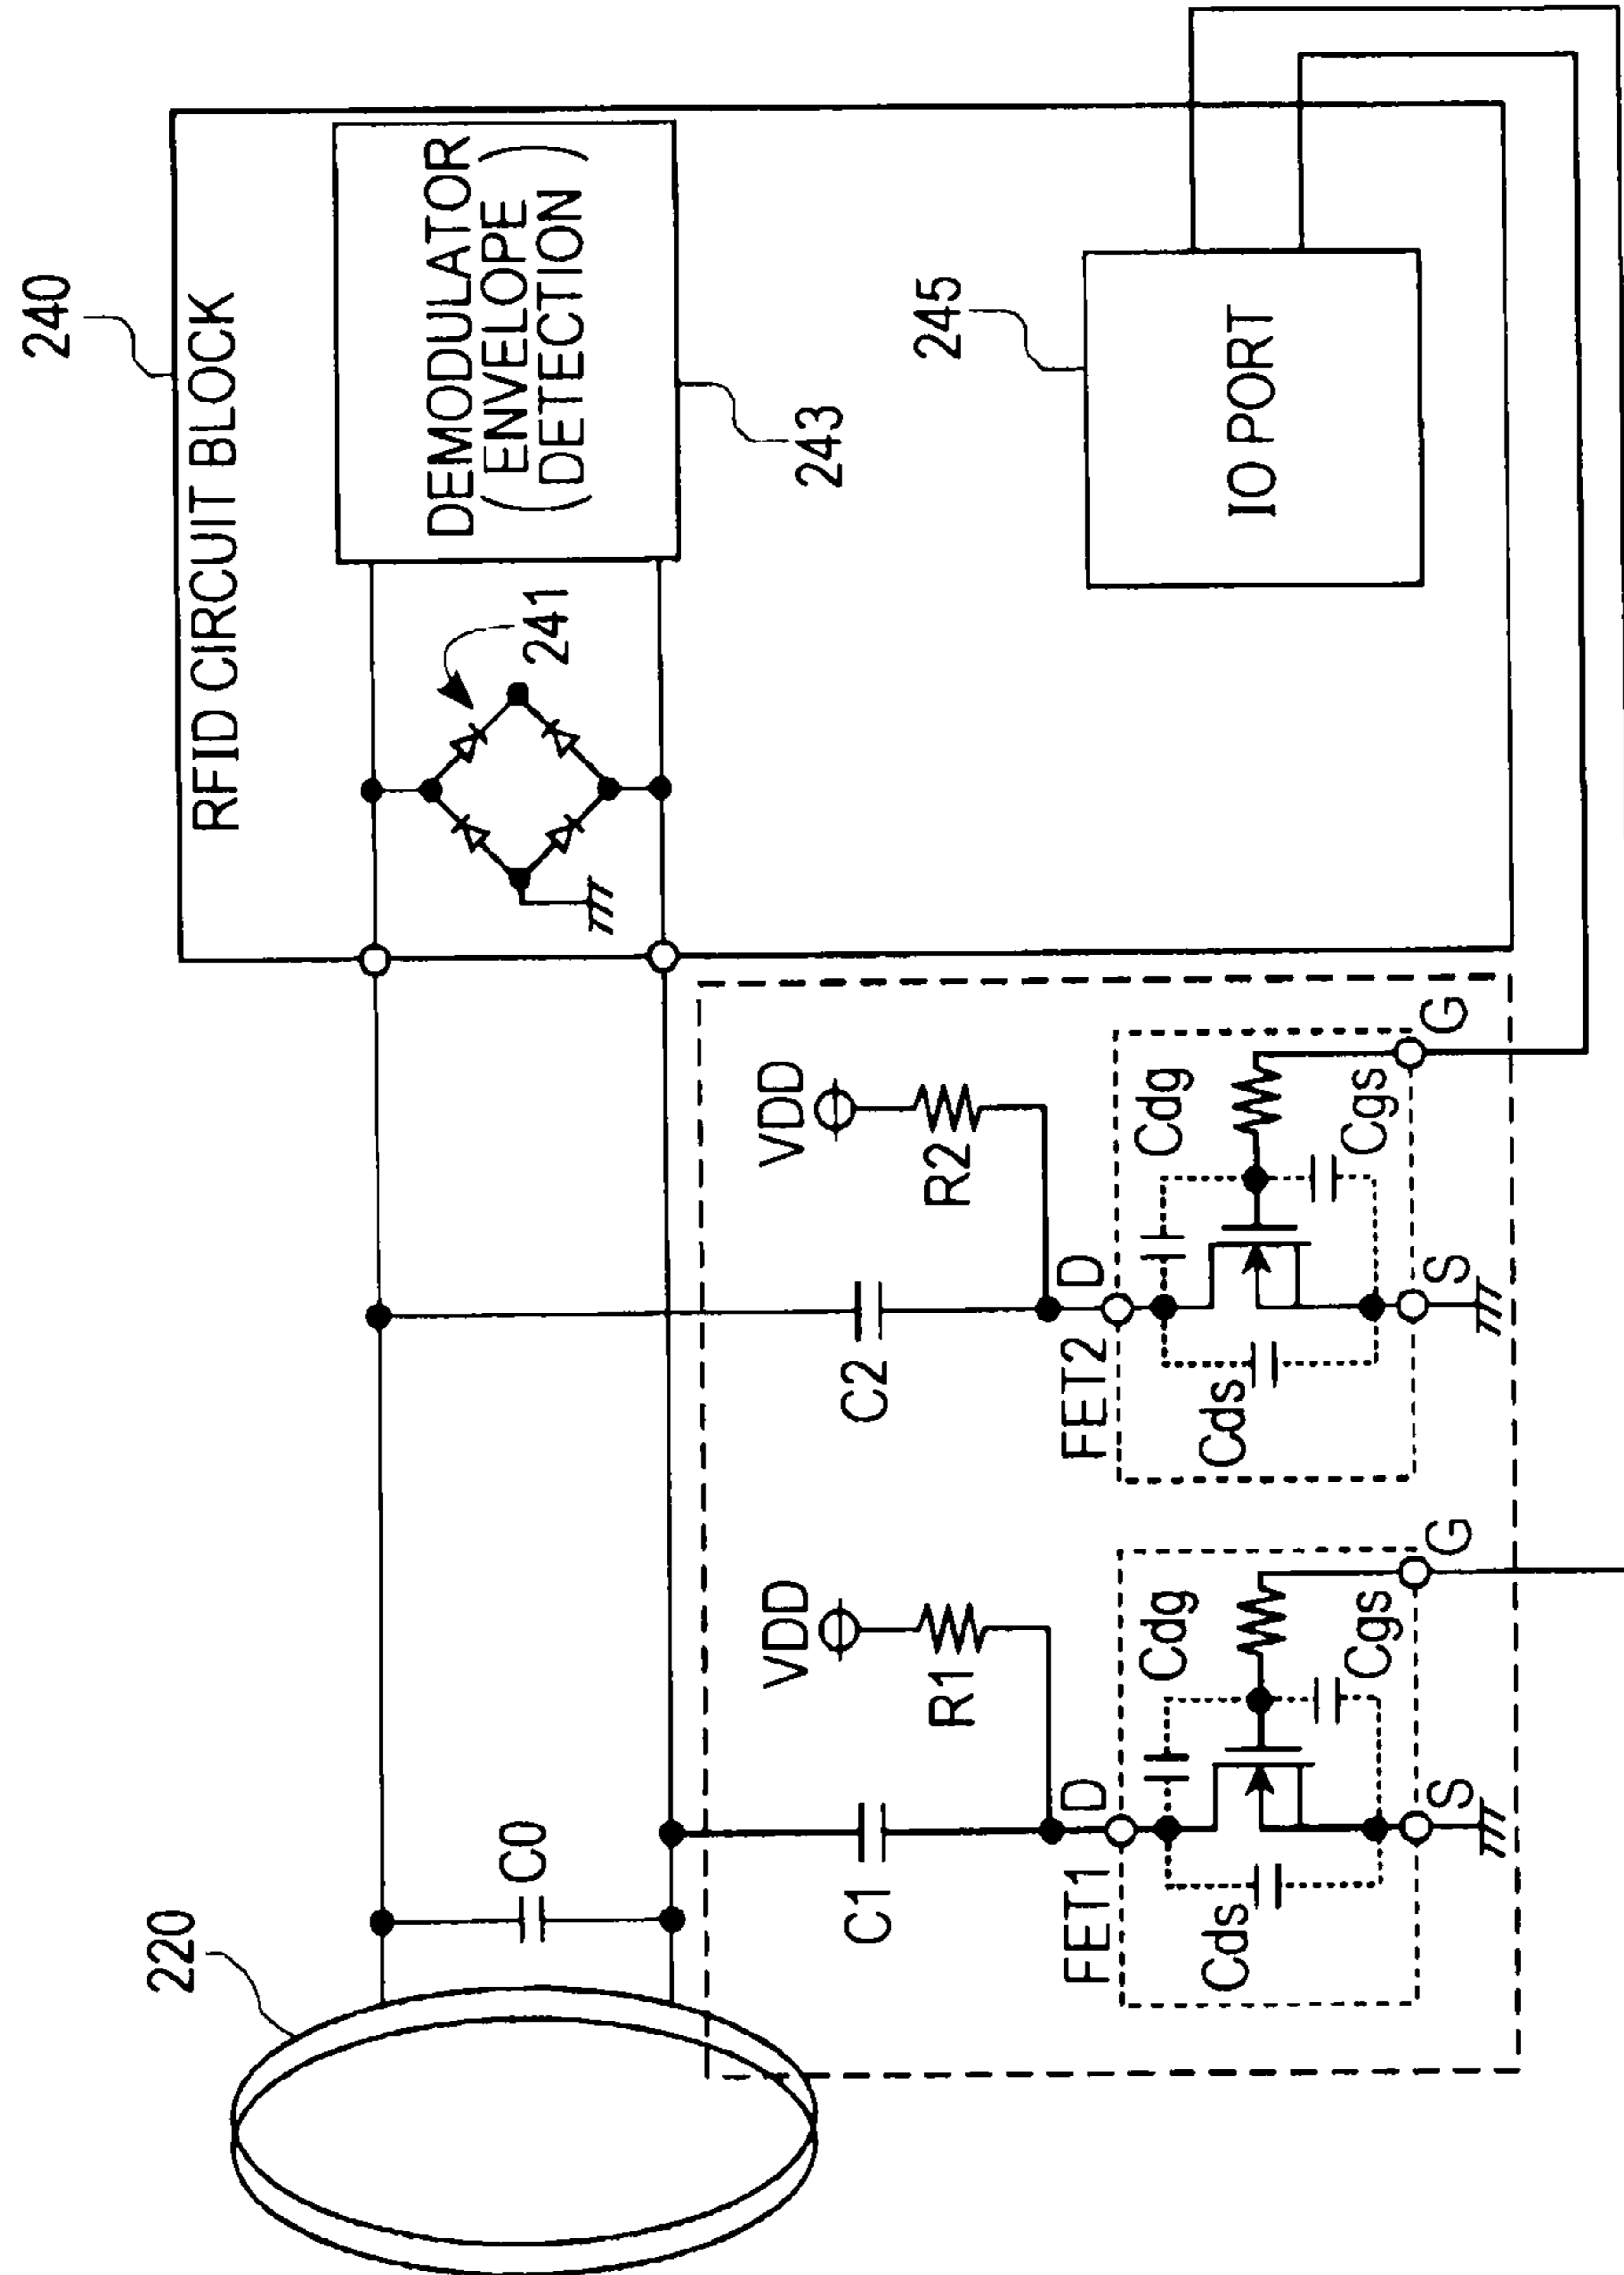 240
RFID CIRCUIT BLOCK
DEMODULATOR
(ENVELOPE
DETECTION)
241
243
245
IO PORT
220
C0
C1
C2
VDD
R1
VDD
R2
FET1
D
Cdg
Cds
Cgs
G
S
FET2
D
Cdg
Cds
Cgs
G
S